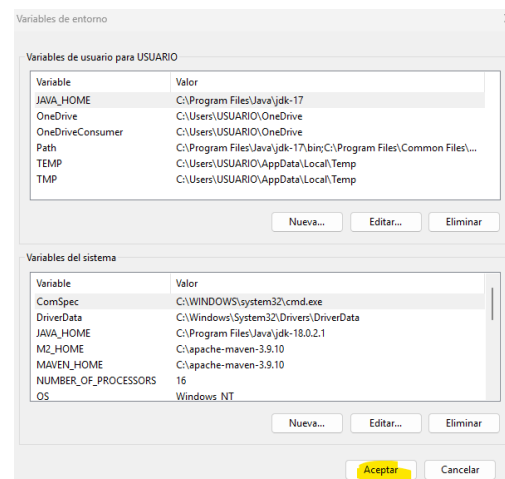 Variables de entorno
Variables de usuario para USUARIO
Variable Valor
JAVA_HOME C:\Program Files\Java\jdk-17
OneDrive C:\Users\USUARIO\OneDrive
OneDriveConsumer C:\Users\USUARIO\OneDrive
Path C:\Program Files\Java\jdk-17\bin;C:\Program Files\Common Files\...
TEMP C:\Users\USUARIO\AppData\Local\Temp
TMP C:\Users\USUARIO\AppData\Local\Temp
Nueva... Editar... Eliminar
Variables del sistema
Variable Valor
ComSpec C:\WINDOWS\system32\cmd.exe
DriverData C:\Windows\System32\Drivers\DriverData
JAVA_HOME C:\Program Files\Java\jdk-18.0.2.1
M2_HOME C:\apache-maven-3.9.10
MAVEN_HOME C:\apache-maven-3.9.10
NUMBER_OF_PROCESSORS 16
OS Windows NT
Nueva... Editar... Eliminar
Aceptar Cancelar